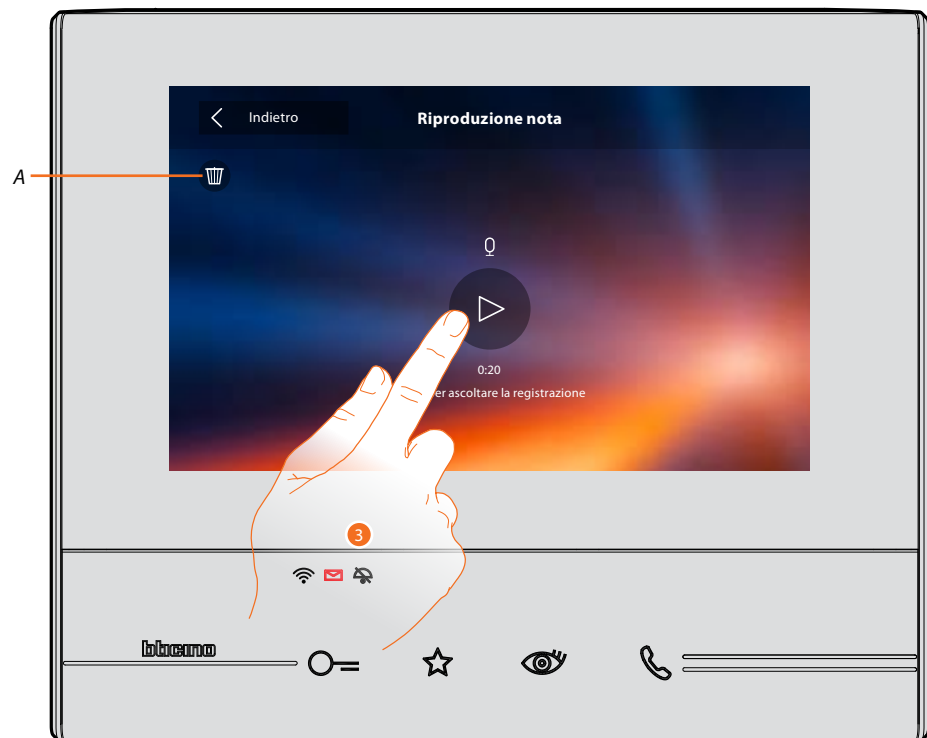 Indietro
Riproduzione nota
A
0:20
er ascoltare la registrazione
3
bticino